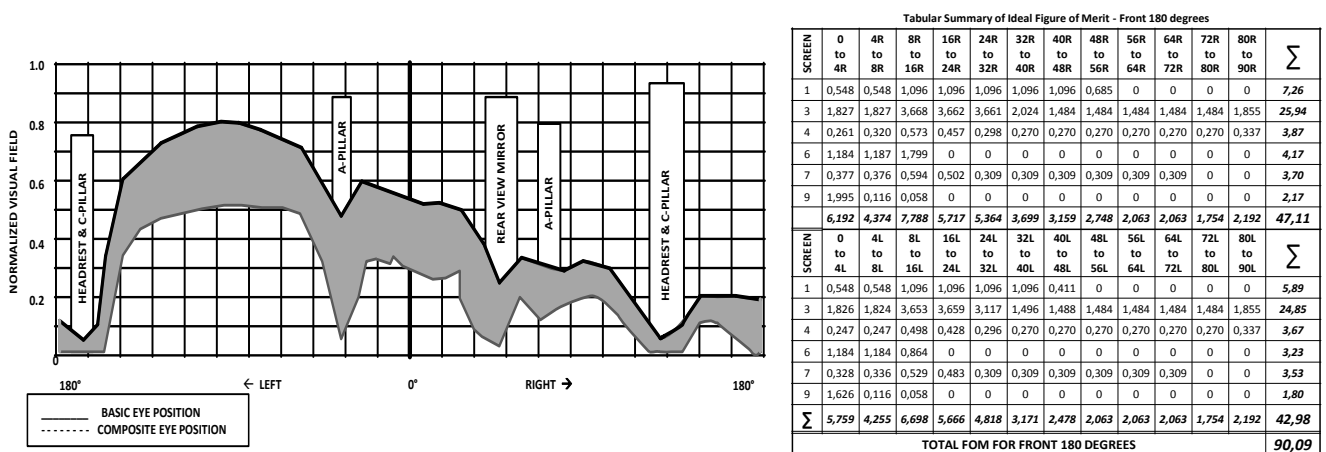 1.0
0.8
0.6
0.4
0.2
0
NORMALIZED VISUAL FIELD
HEADREST & C-PILLAR
A-PILLAR
REAR VIEW MIRROR
A-PILLAR
HEADREST & C-PILLAR
180° ← LEFT 0° RIGHT → 180°
BASIC EYE POSITION
COMPOSITE EYE POSITION
Tabular Summary of Ideal Figure of Merit - Front 180 degrees
SCREEN 0 to 4R 4R to 8R 8R to 16R 16R to 24R 24R to 32R 32R to 40R 40R to 48R 48R to 56R 56R to 64R 64R to 72R 72R to 80R 80R to 90R ∑
1 0,548 0,548 1,096 1,096 1,096 1,096 1,096 0,685 0 0 0 0 7,26
3 1,827 1,827 3,668 3,662 3,661 2,024 1,484 1,484 1,484 1,484 1,484 1,855 25,94
4 0,261 0,320 0,573 0,457 0,298 0,270 0,270 0,270 0,270 0,270 0,270 0,337 3,87
6 1,184 1,187 1,799 0 0 0 0 0 0 0 0 0 4,17
7 0,377 0,376 0,594 0,502 0,309 0,309 0,309 0,309 0,309 0,309 0 0 3,70
9 1,995 0,116 0,058 0 0 0 0 0 0 0 0 0 2,17
6,192 4,374 7,788 5,717 5,364 3,699 3,159 2,748 2,063 2,063 1,754 2,192 47,11
SCREEN 0 to 4L 4L to 8L 8L to 16L 16L to 24L 24L to 32L 32L to 40L 40L to 48L 48L to 56L 56L to 64L 64L to 72L 72L to 80L 80L to 90L ∑
1 0,548 0,548 1,096 1,096 1,096 1,096 0,411 0 0 0 0 0 5,89
3 1,826 1,824 3,653 3,659 3,117 1,496 1,488 1,484 1,484 1,484 1,484 1,855 24,85
4 0,247 0,247 0,498 0,428 0,296 0,270 0,270 0,270 0,270 0,270 0,270 0,337 3,67
6 1,184 1,184 0,864 0 0 0 0 0 0 0 0 0 3,23
7 0,328 0,336 0,529 0,483 0,309 0,309 0,309 0,309 0,309 0,309 0 0 3,53
9 1,626 0,116 0,058 0 0 0 0 0 0 0 0 0 1,80
∑ 5,759 4,255 6,698 5,666 4,818 3,171 2,478 2,063 2,063 2,063 1,754 2,192 42,98
TOTAL FOM FOR FRONT 180 DEGREES 90,09